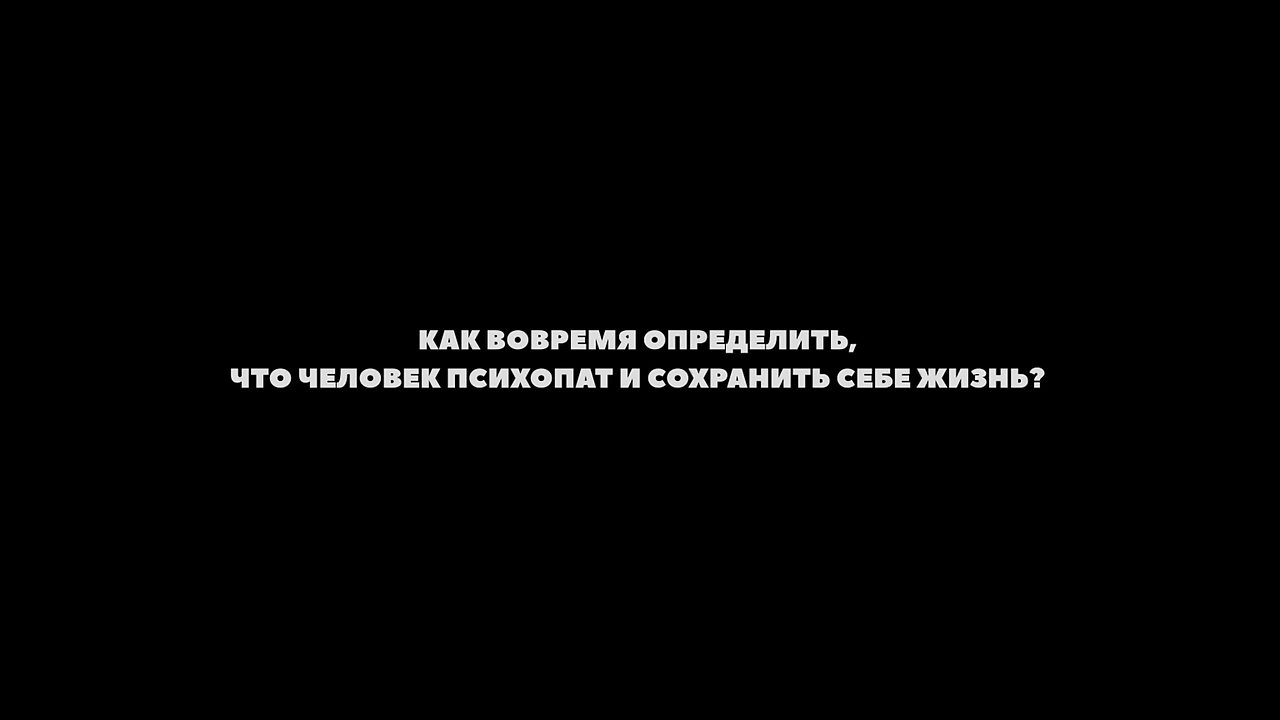 КАК ВОВРЕМЯ ОПРЕДЕЛИТЬ,
ЧТО ЧЕЛОВЕК ПСИХОПАТ И СОХРАНИТЬ СЕБЕ ЖИЗНЬ?